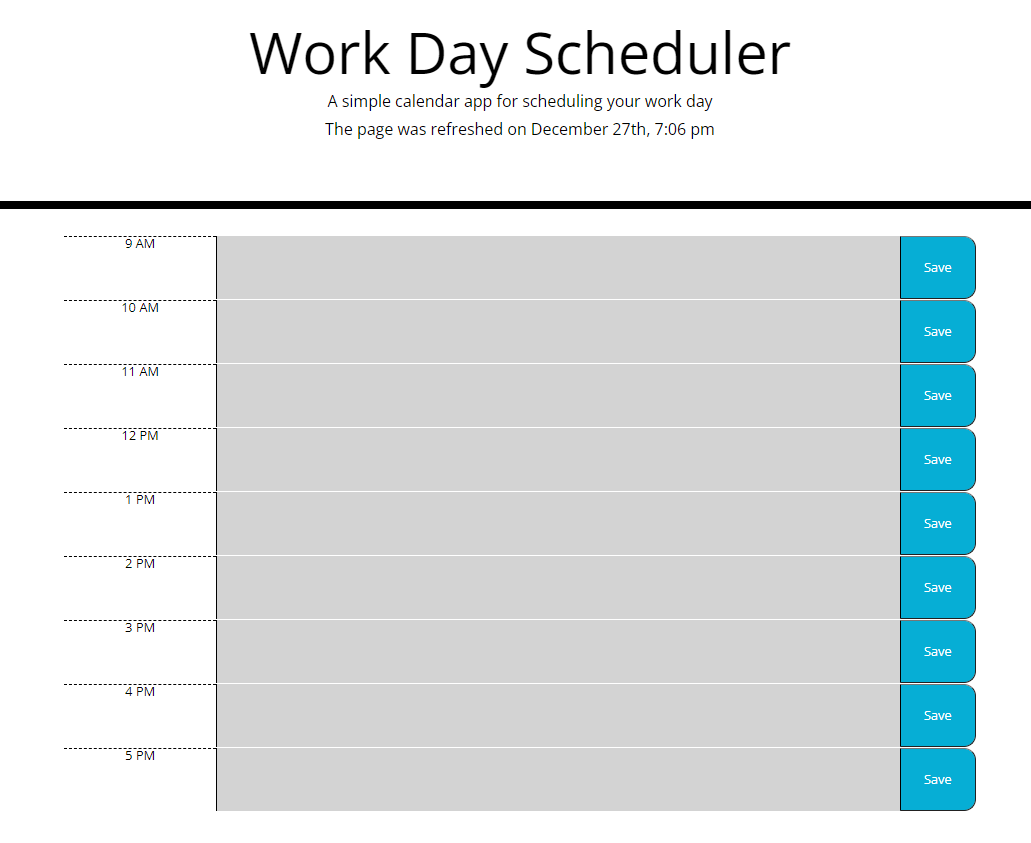 Work Day Scheduler
A simple calendar app for scheduling your work day
The page was refreshed on December 27th, 7:06 pm
9 AM
Save
10 AM
Save
11 AM
Save
12 PM
Save
1 PM
Save
2 PM
Save
3 PM
Save
4 PM
Save
5 PM
Save